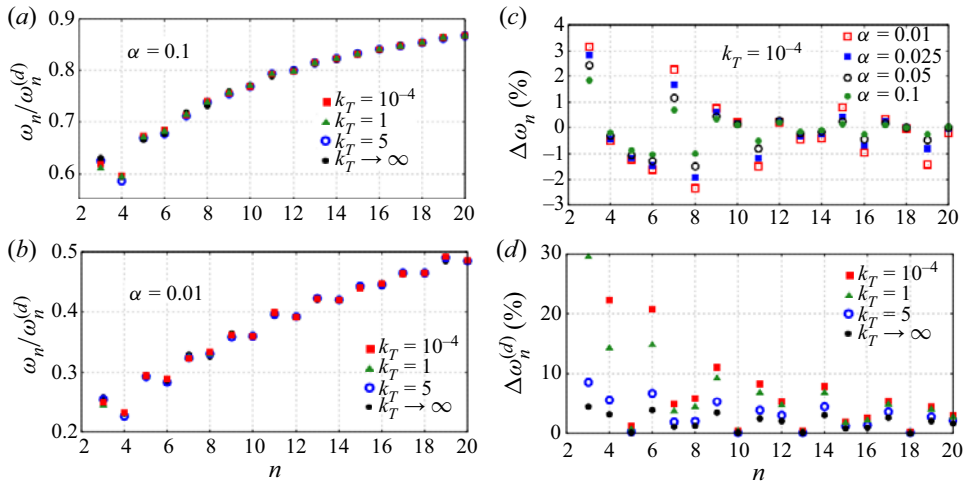 (a)
0.9
0.8
0.7
0.6
ω_n/ω_n^(d)
α = 0.1
k_T = 10⁻⁴
k_T = 1
k_T = 5
k_T → ∞
2 4 6 8 10 12 14 16 18 20
(b)
0.5
0.4
0.3
0.2
ω_n/ω_n^(d)
α = 0.01
k_T = 10⁻⁴
k_T = 1
k_T = 5
k_T → ∞
2 4 6 8 10 12 14 16 18 20
n
(c)
4
3
2
1
0
−1
−2
−3
Δω_n (%)
k_T = 10⁻⁴
α = 0.01
α = 0.025
α = 0.05
α = 0.1
2 4 6 8 10 12 14 16 18 20
(d)
30
20
10
5
0
Δω_n^(d) (%)
k_T = 10⁻⁴
k_T = 1
k_T = 5
k_T → ∞
2 4 6 8 10 12 14 16 18 20
n